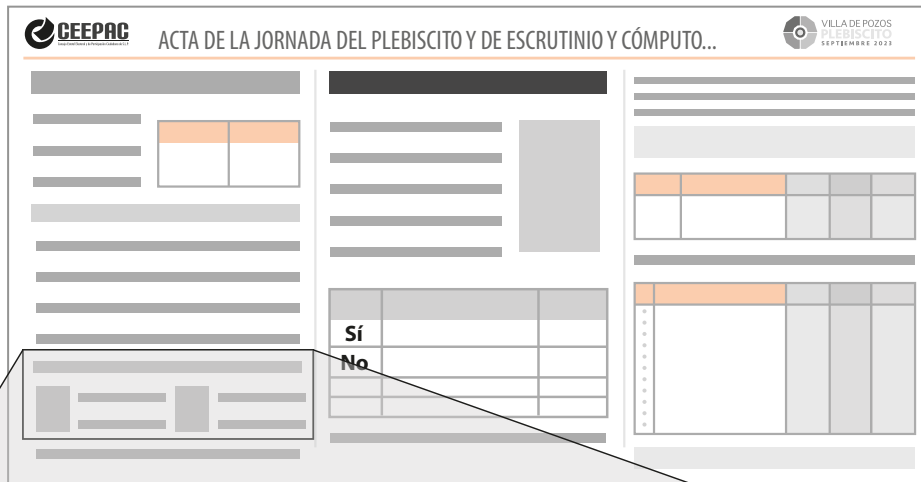 CEEPAC
ACTA DE LA JORNADA DEL PLEBISCITO Y DE ESCRUTINIO Y CÓMPUTO...
VILLA DE POZOS
PLEBISCITO
SEPTIEMBRE 2023
Sí
No